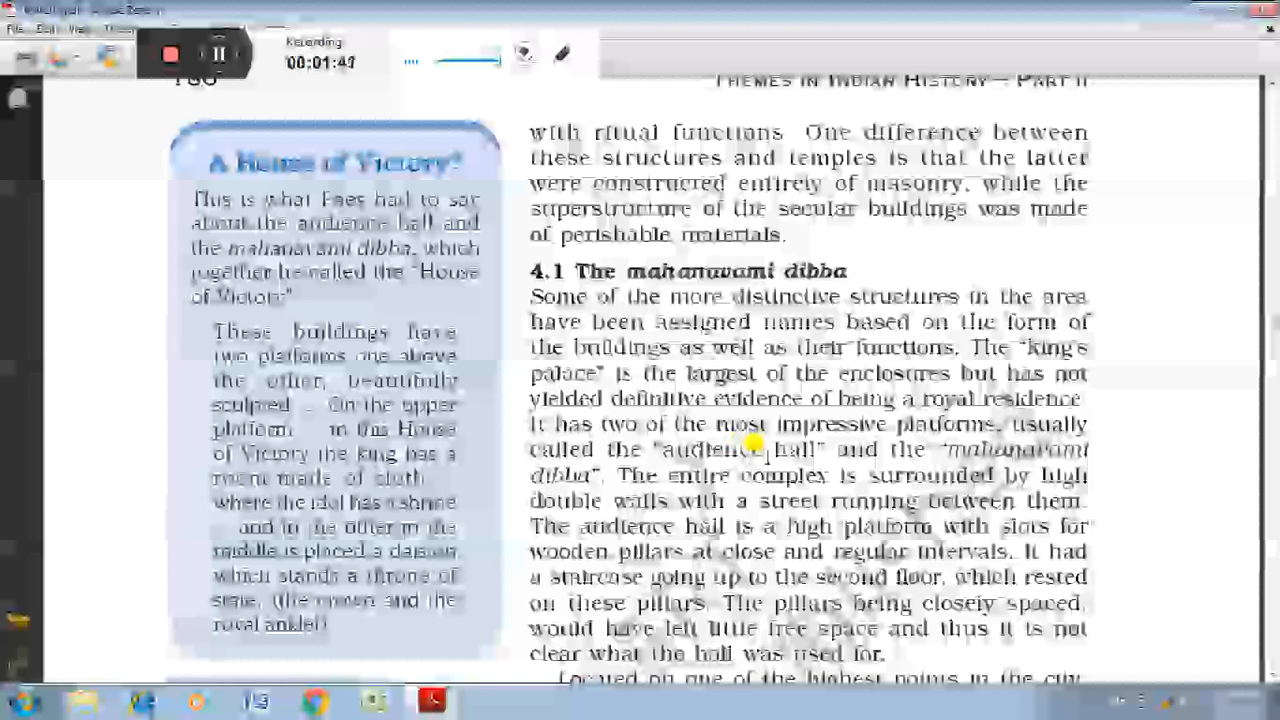 Recording
00:01:47
THEMES IN INDIAN HISTORY – PART II
A House of Victory?
This is what Paes had to say
about the audience hall and
the mahanavami dibba, which
together he called the "House
of Victory"
These buildings have
two platforms one above
the other, beautifully
sculpted ... On the upper
platform ... in this House
of Victory the king has a
room made of cloth ...
where the idol has a shrine
... and in the other in the
middle is placed a dais on
which stands a throne of
state, (the crown and the
royal anklet)
with ritual functions. One difference between
these structures and temples is that the latter
were constructed entirely of masonry, while the
superstructure of the secular buildings was made
of perishable materials.
4.1 The mahanavami dibba
Some of the more distinctive structures in the area
have been assigned names based on the form of
the buildings as well as their functions. The "king's
palace" is the largest of the enclosures but has not
yielded definitive evidence of being a royal residence.
It has two of the most impressive platforms, usually
called the "audience hall" and the "mahanavami
dibba". The entire complex is surrounded by high
double walls with a street running between them.
The audience hall is a high platform with slots for
wooden pillars at close and regular intervals. It had
a staircase going up to the second floor, which rested
on these pillars. The pillars being closely spaced,
would have left little free space and thus it is not
clear what the hall was used for.
Located on one of the highest points in the city,